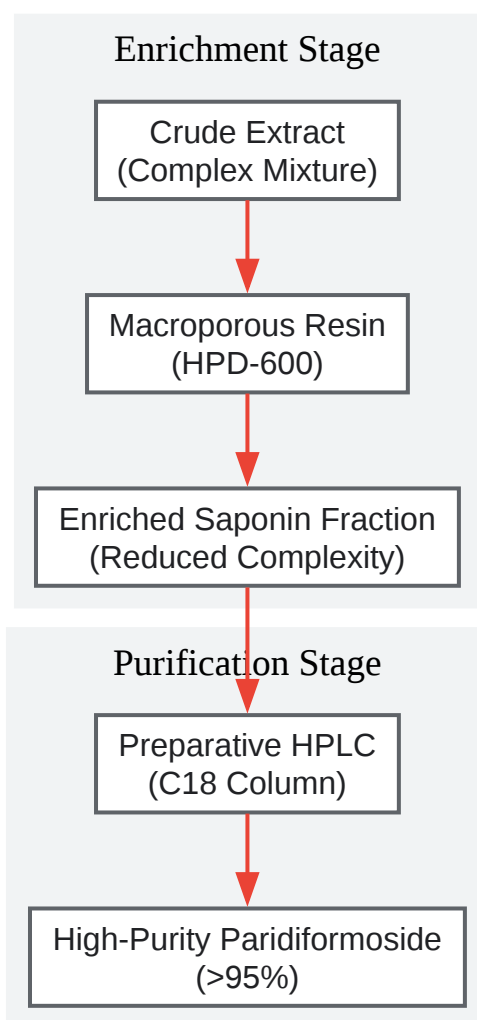 Enrichment Stage
Crude Extract
(Complex Mixture)
Macroporous Resin
(HPD-600)
Enriched Saponin Fraction
(Reduced Complexity)
Purification Stage
Preparative HPLC
(C18 Column)
High-Purity Paridiformoside
(>95%)